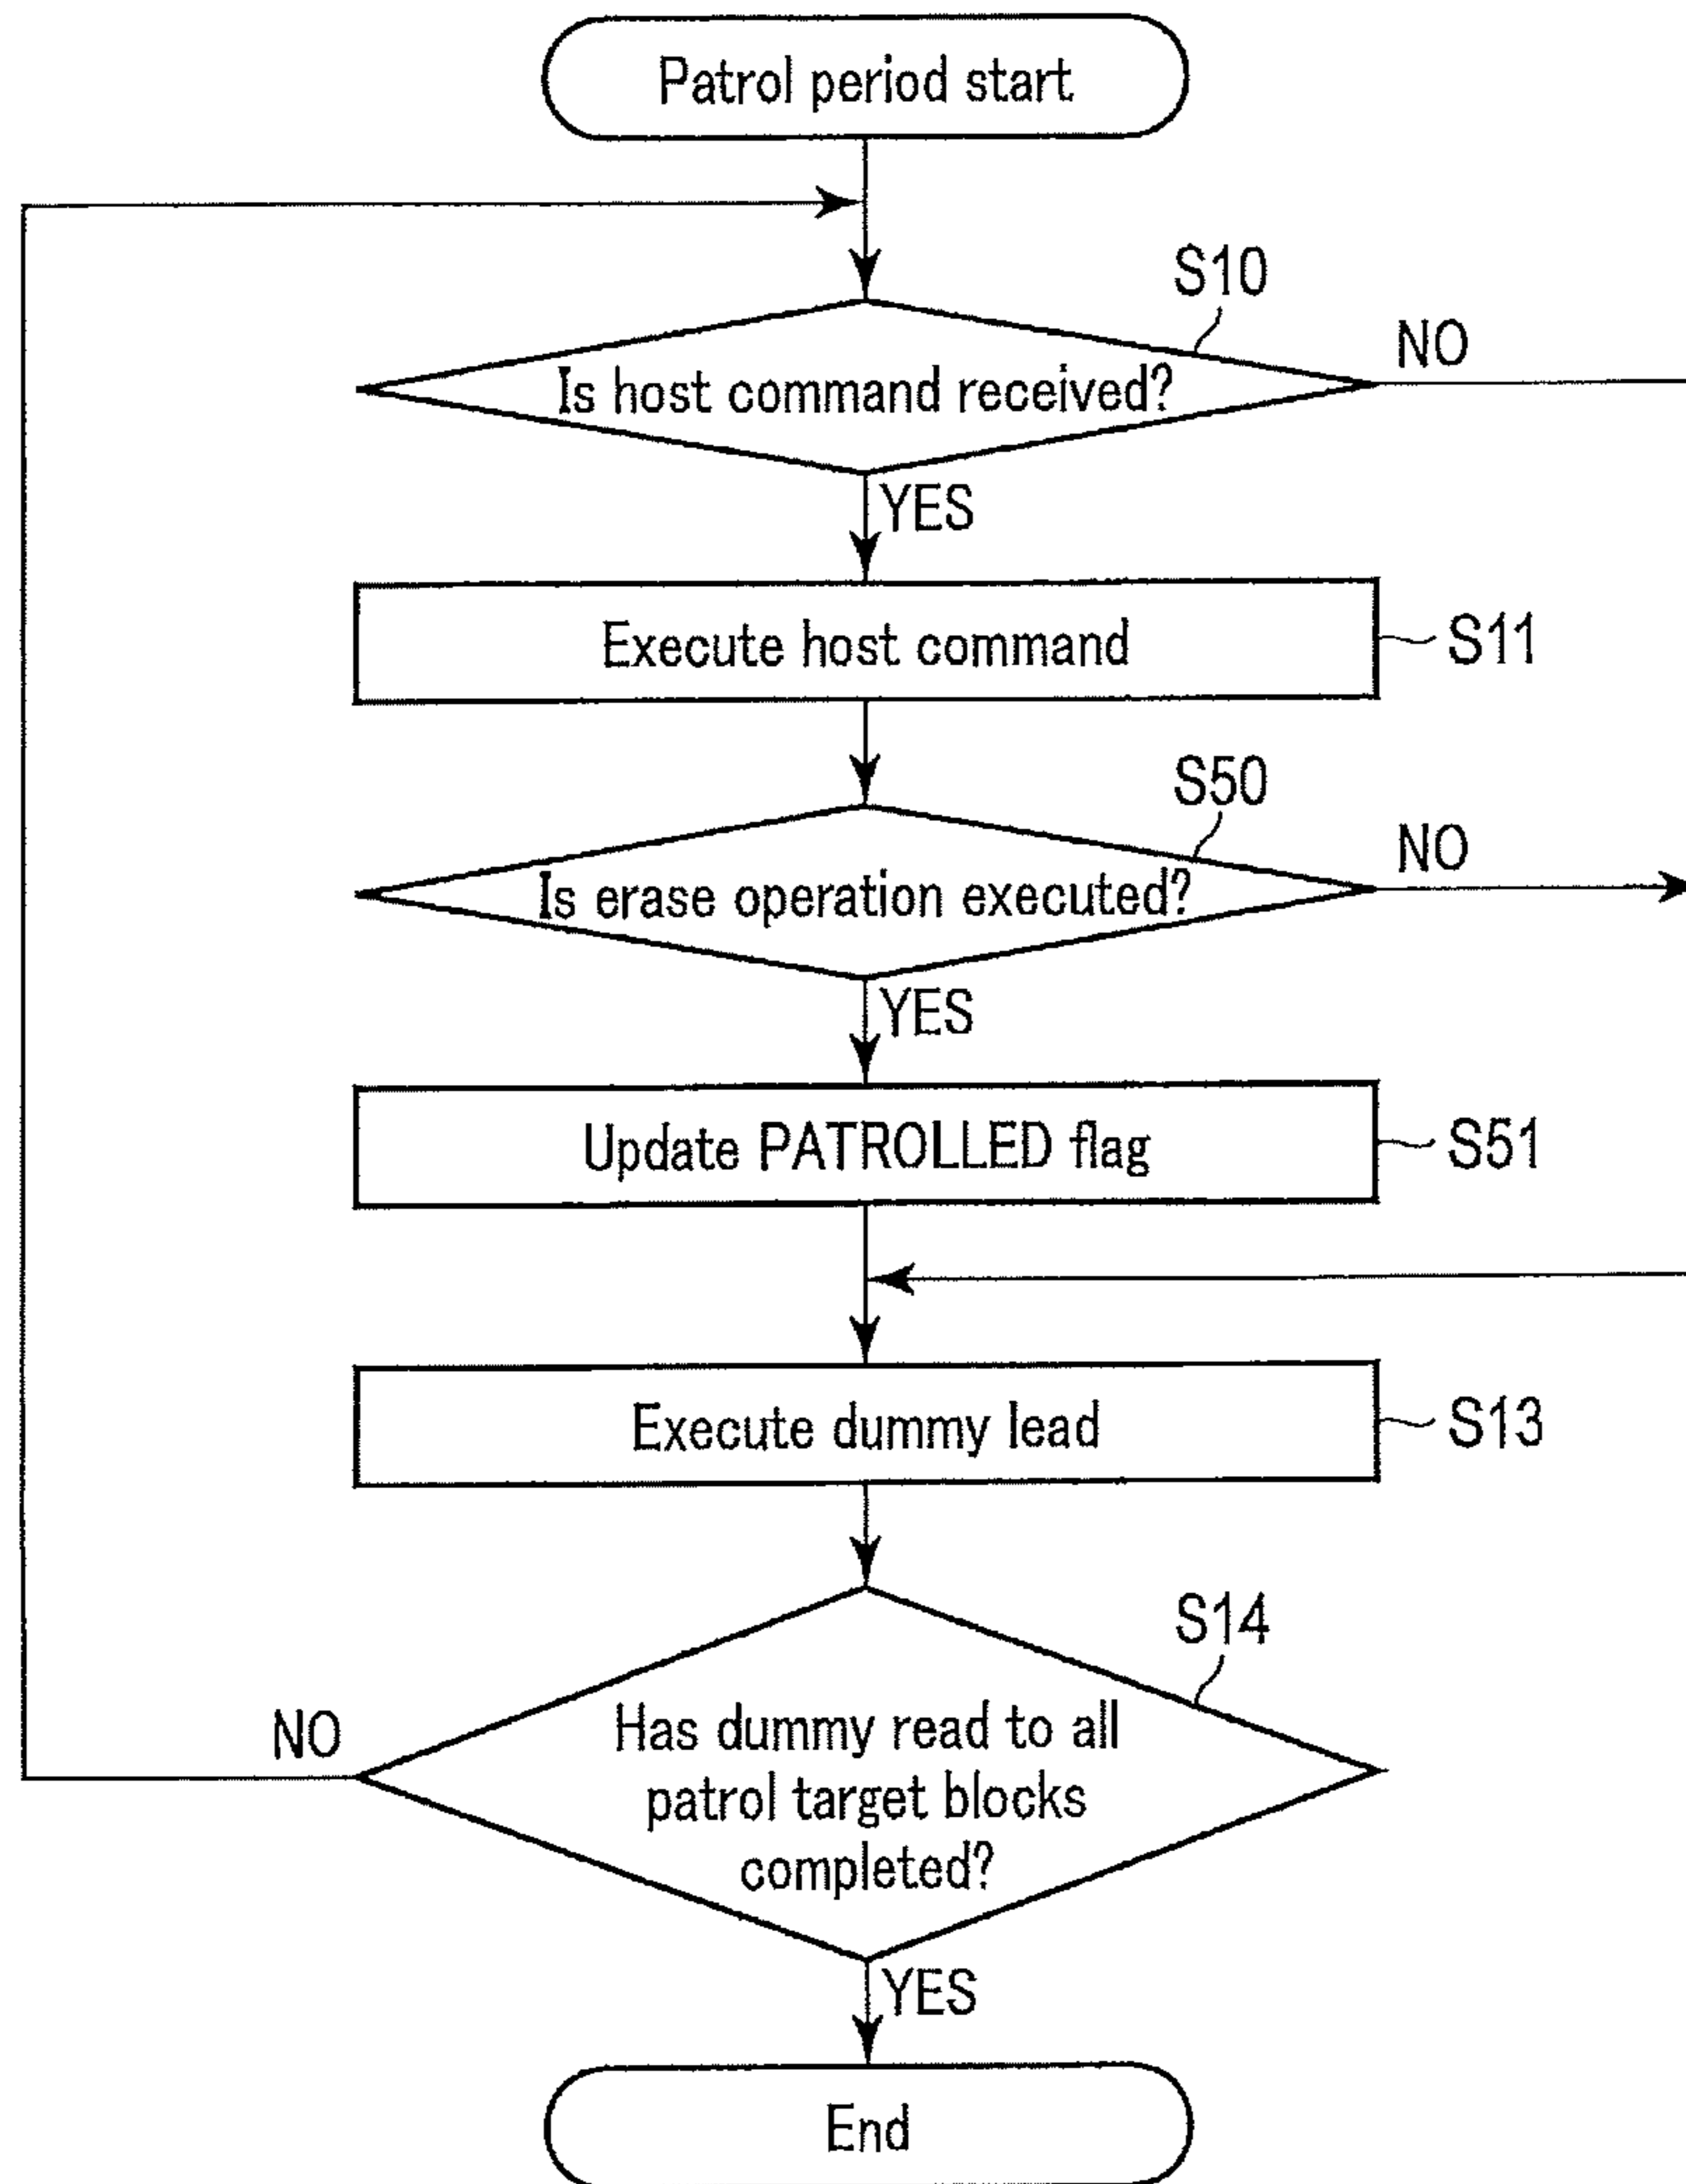 Patrol period start
S10
NO
Is host command received?
YES
Execute host command
S11
S50
NO
Is erase operation executed?
YES
Update PATROLLED flag
S51
Execute dummy lead
S13
S14
NO
Has dummy read to all
patrol target blocks
completed?
YES
End